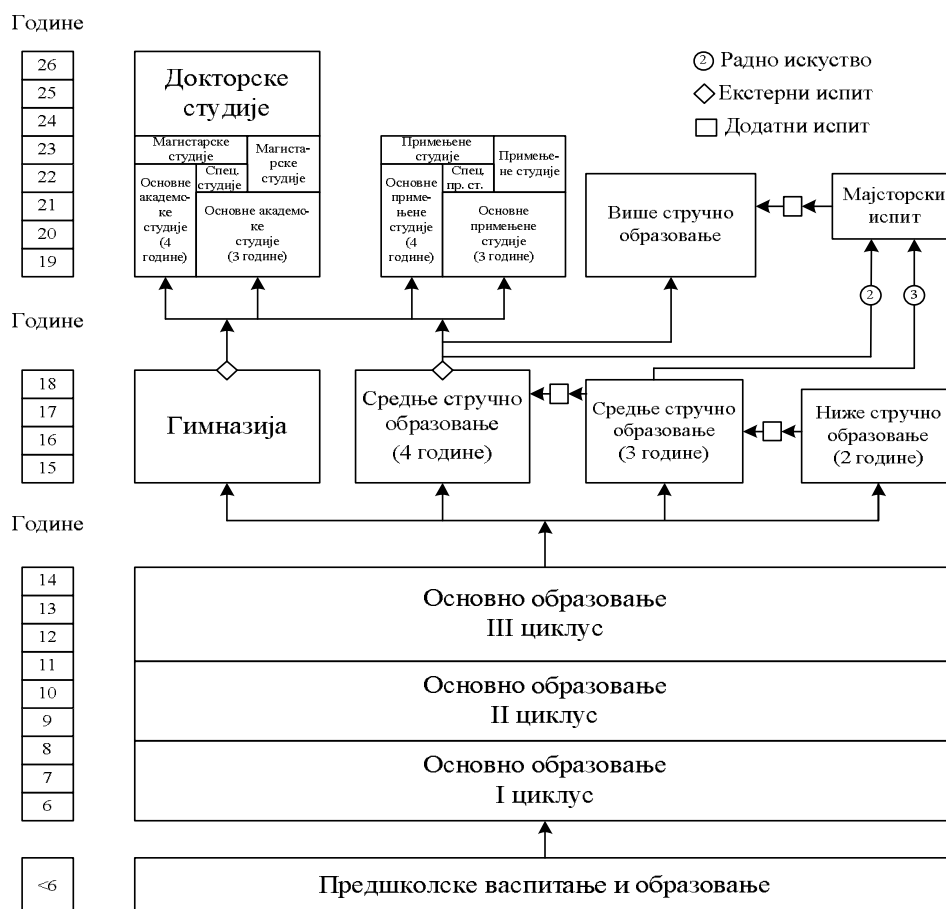 Године
26
25
24
23
22
21
20
19
Докторске
студије
Магистарске
студије
Магиста-
рске
студије
Основне
академо-
ке
студије
(4
године)
Спец.
студије
Основне академо-
ке
студије
(3 године)
Примењене
студије
Примење-
не студије
Основне
приме-
њене
студије
(4
године)
Спец.
пр. ст.
Основне
примењене
студије
(3 године)
Више стручно
образовање
Мајсторски
испит
2 Радно искуство
Екстерни испит
Додатни испит
2
3
Године
18
17
16
15
Гимназија
Средње стручно
образовање
(4 године)
Средње стручно
образовање
(3 године)
Ниже стручно
образовање
(2 године)
Године
14
13
12
11
10
9
8
7
6
Основно образовање
III циклус
Основно образовање
II циклус
Основно образовање
I циклус
<6
Предшколске васпитање и образовање